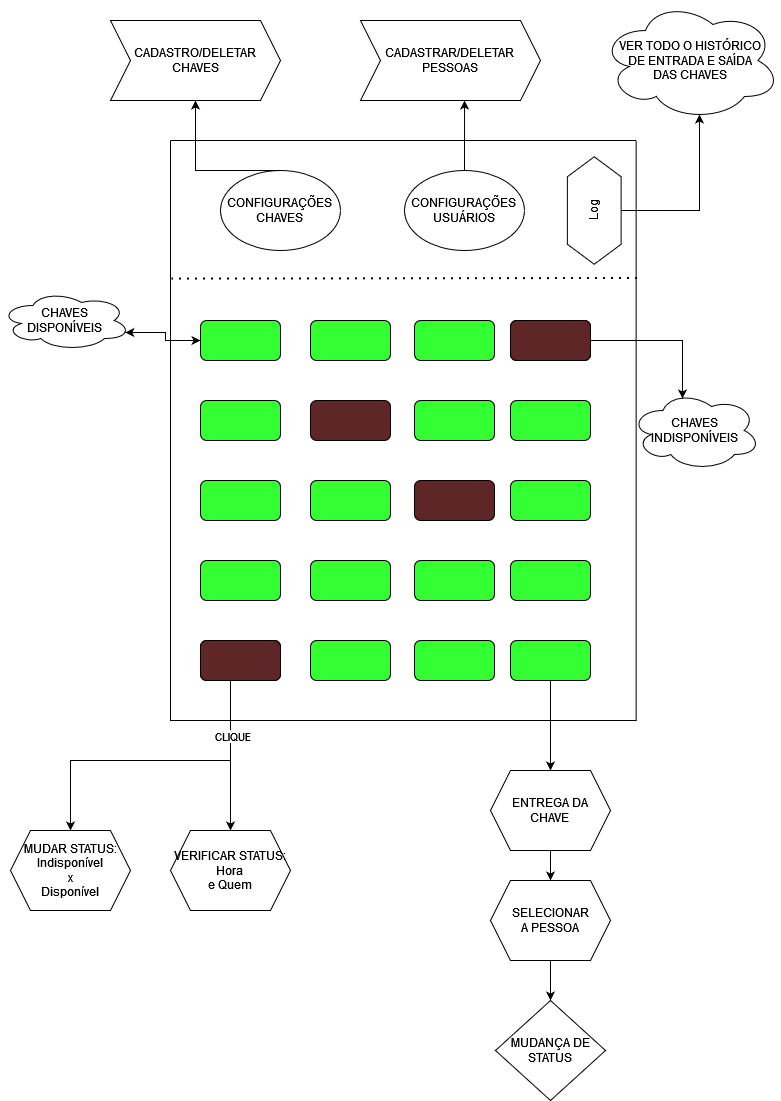 CADASTRO/DELETAR
CHAVES
CADASTRAR/DELETAR
PESSOAS
VER TODO O HISTÓRICO
DE ENTRADA E SAÍDA
DAS CHAVES
CONFIGURAÇÕES
CHAVES
CONFIGURAÇÕES
USUÁRIOS
Log
CHAVES
DISPONÍVEIS
CHAVES
INDISPONÍVEIS
CLIQUE
MUDAR STATUS:
Indisponível
x
Disponível
VERIFICAR STATUS:
Hora
e Quem
ENTREGA DA
CHAVE
SELECIONAR
A PESSOA
MUDANÇA DE
STATUS